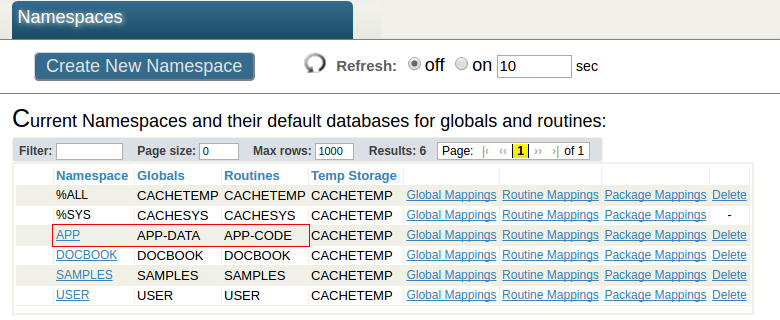 Namespaces
Create New Namespace Refresh: off on 10 sec
Current Namespaces and their default databases for globals and routines:
Filter: Page size: 0 Max rows: 1000 Results: 6 Page: |‹ ‹‹ 1 ›› ›| of 1
Namespace Globals Routines Temp Storage
%ALL CACHETEMP CACHETEMP CACHETEMP Global Mappings Routine Mappings Package Mappings Delete
%SYS CACHESYS CACHESYS CACHETEMP Global Mappings Routine Mappings Package Mappings -
APP APP-DATA APP-CODE CACHETEMP Global Mappings Routine Mappings Package Mappings Delete
DOCBOOK DOCBOOK DOCBOOK CACHETEMP Global Mappings Routine Mappings Package Mappings Delete
SAMPLES SAMPLES SAMPLES CACHETEMP Global Mappings Routine Mappings Package Mappings Delete
USER USER USER CACHETEMP Global Mappings Routine Mappings Package Mappings Delete